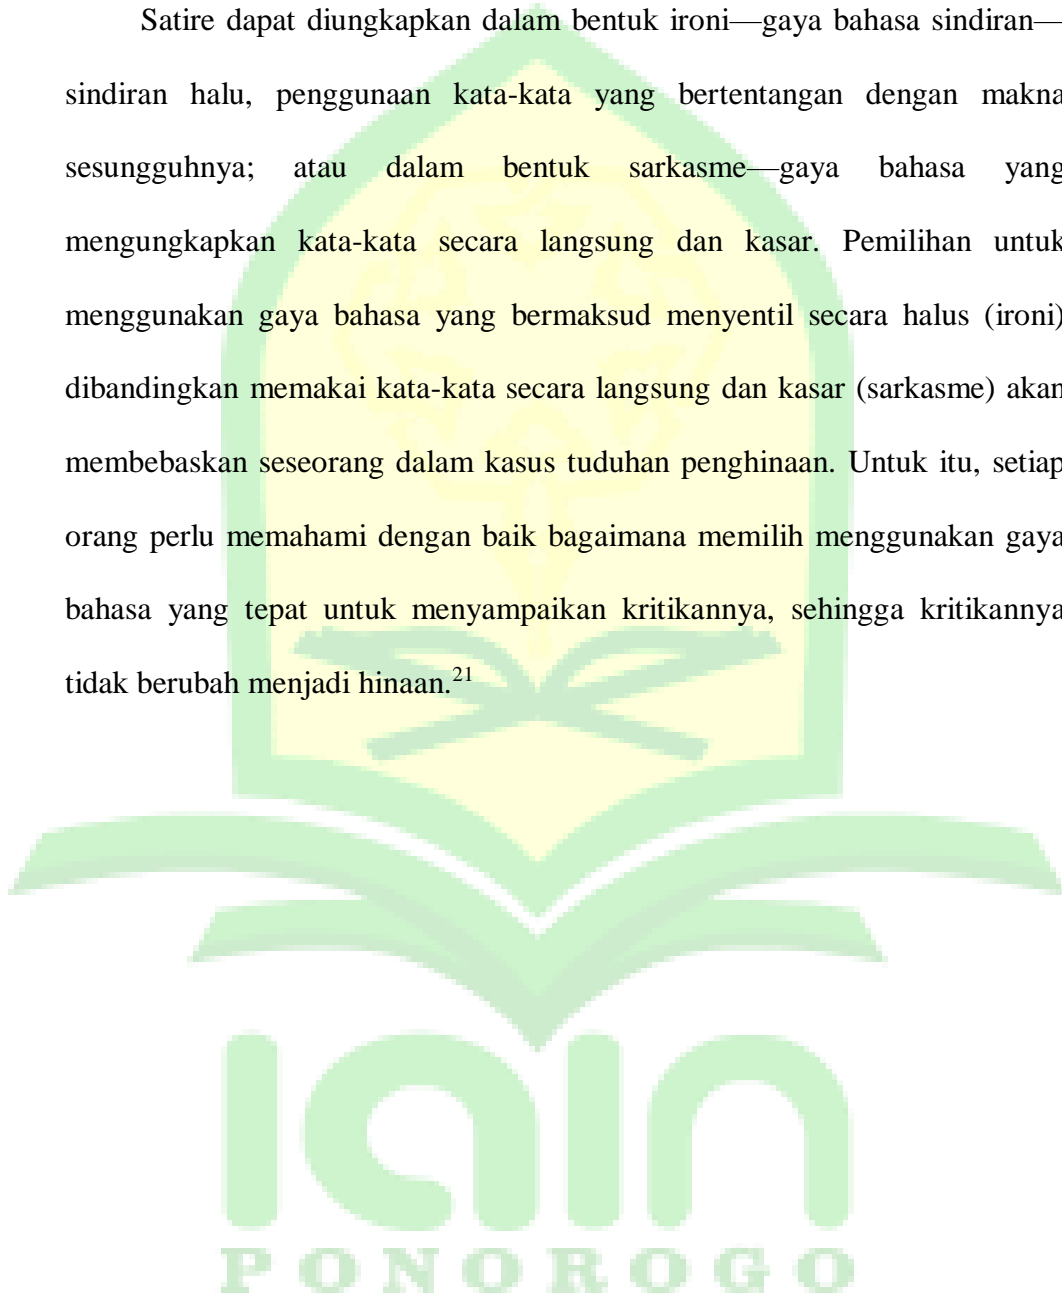 Satire dapat diungkapkan dalam bentuk ironi—gaya bahasa sindiran—
sindiran halu, penggunaan kata-kata yang bertentangan dengan makna
sesungguhnya; atau dalam bentuk sarkasme—gaya bahasa yang
mengungkapkan kata-kata secara langsung dan kasar. Pemilihan untuk
menggunakan gaya bahasa yang bermaksud menyentil secara halus (ironi)
dibandingkan memakai kata-kata secara langsung dan kasar (sarkasme) akan
membebaskan seseorang dalam kasus tuduhan penghinaan. Untuk itu, setiap
orang perlu memahami dengan baik bagaimana memilih menggunakan gaya
bahasa yang tepat untuk menyampaikan kritikannya, sehingga kritikannya
tidak berubah menjadi hinaan.21
iain
PONOROGO